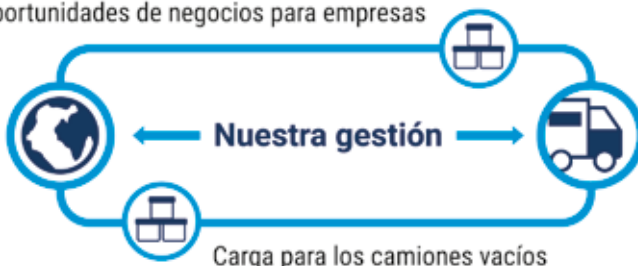 portunidades de negocios para empresas
Nuestra gestión
Carga para los camiones vacíos